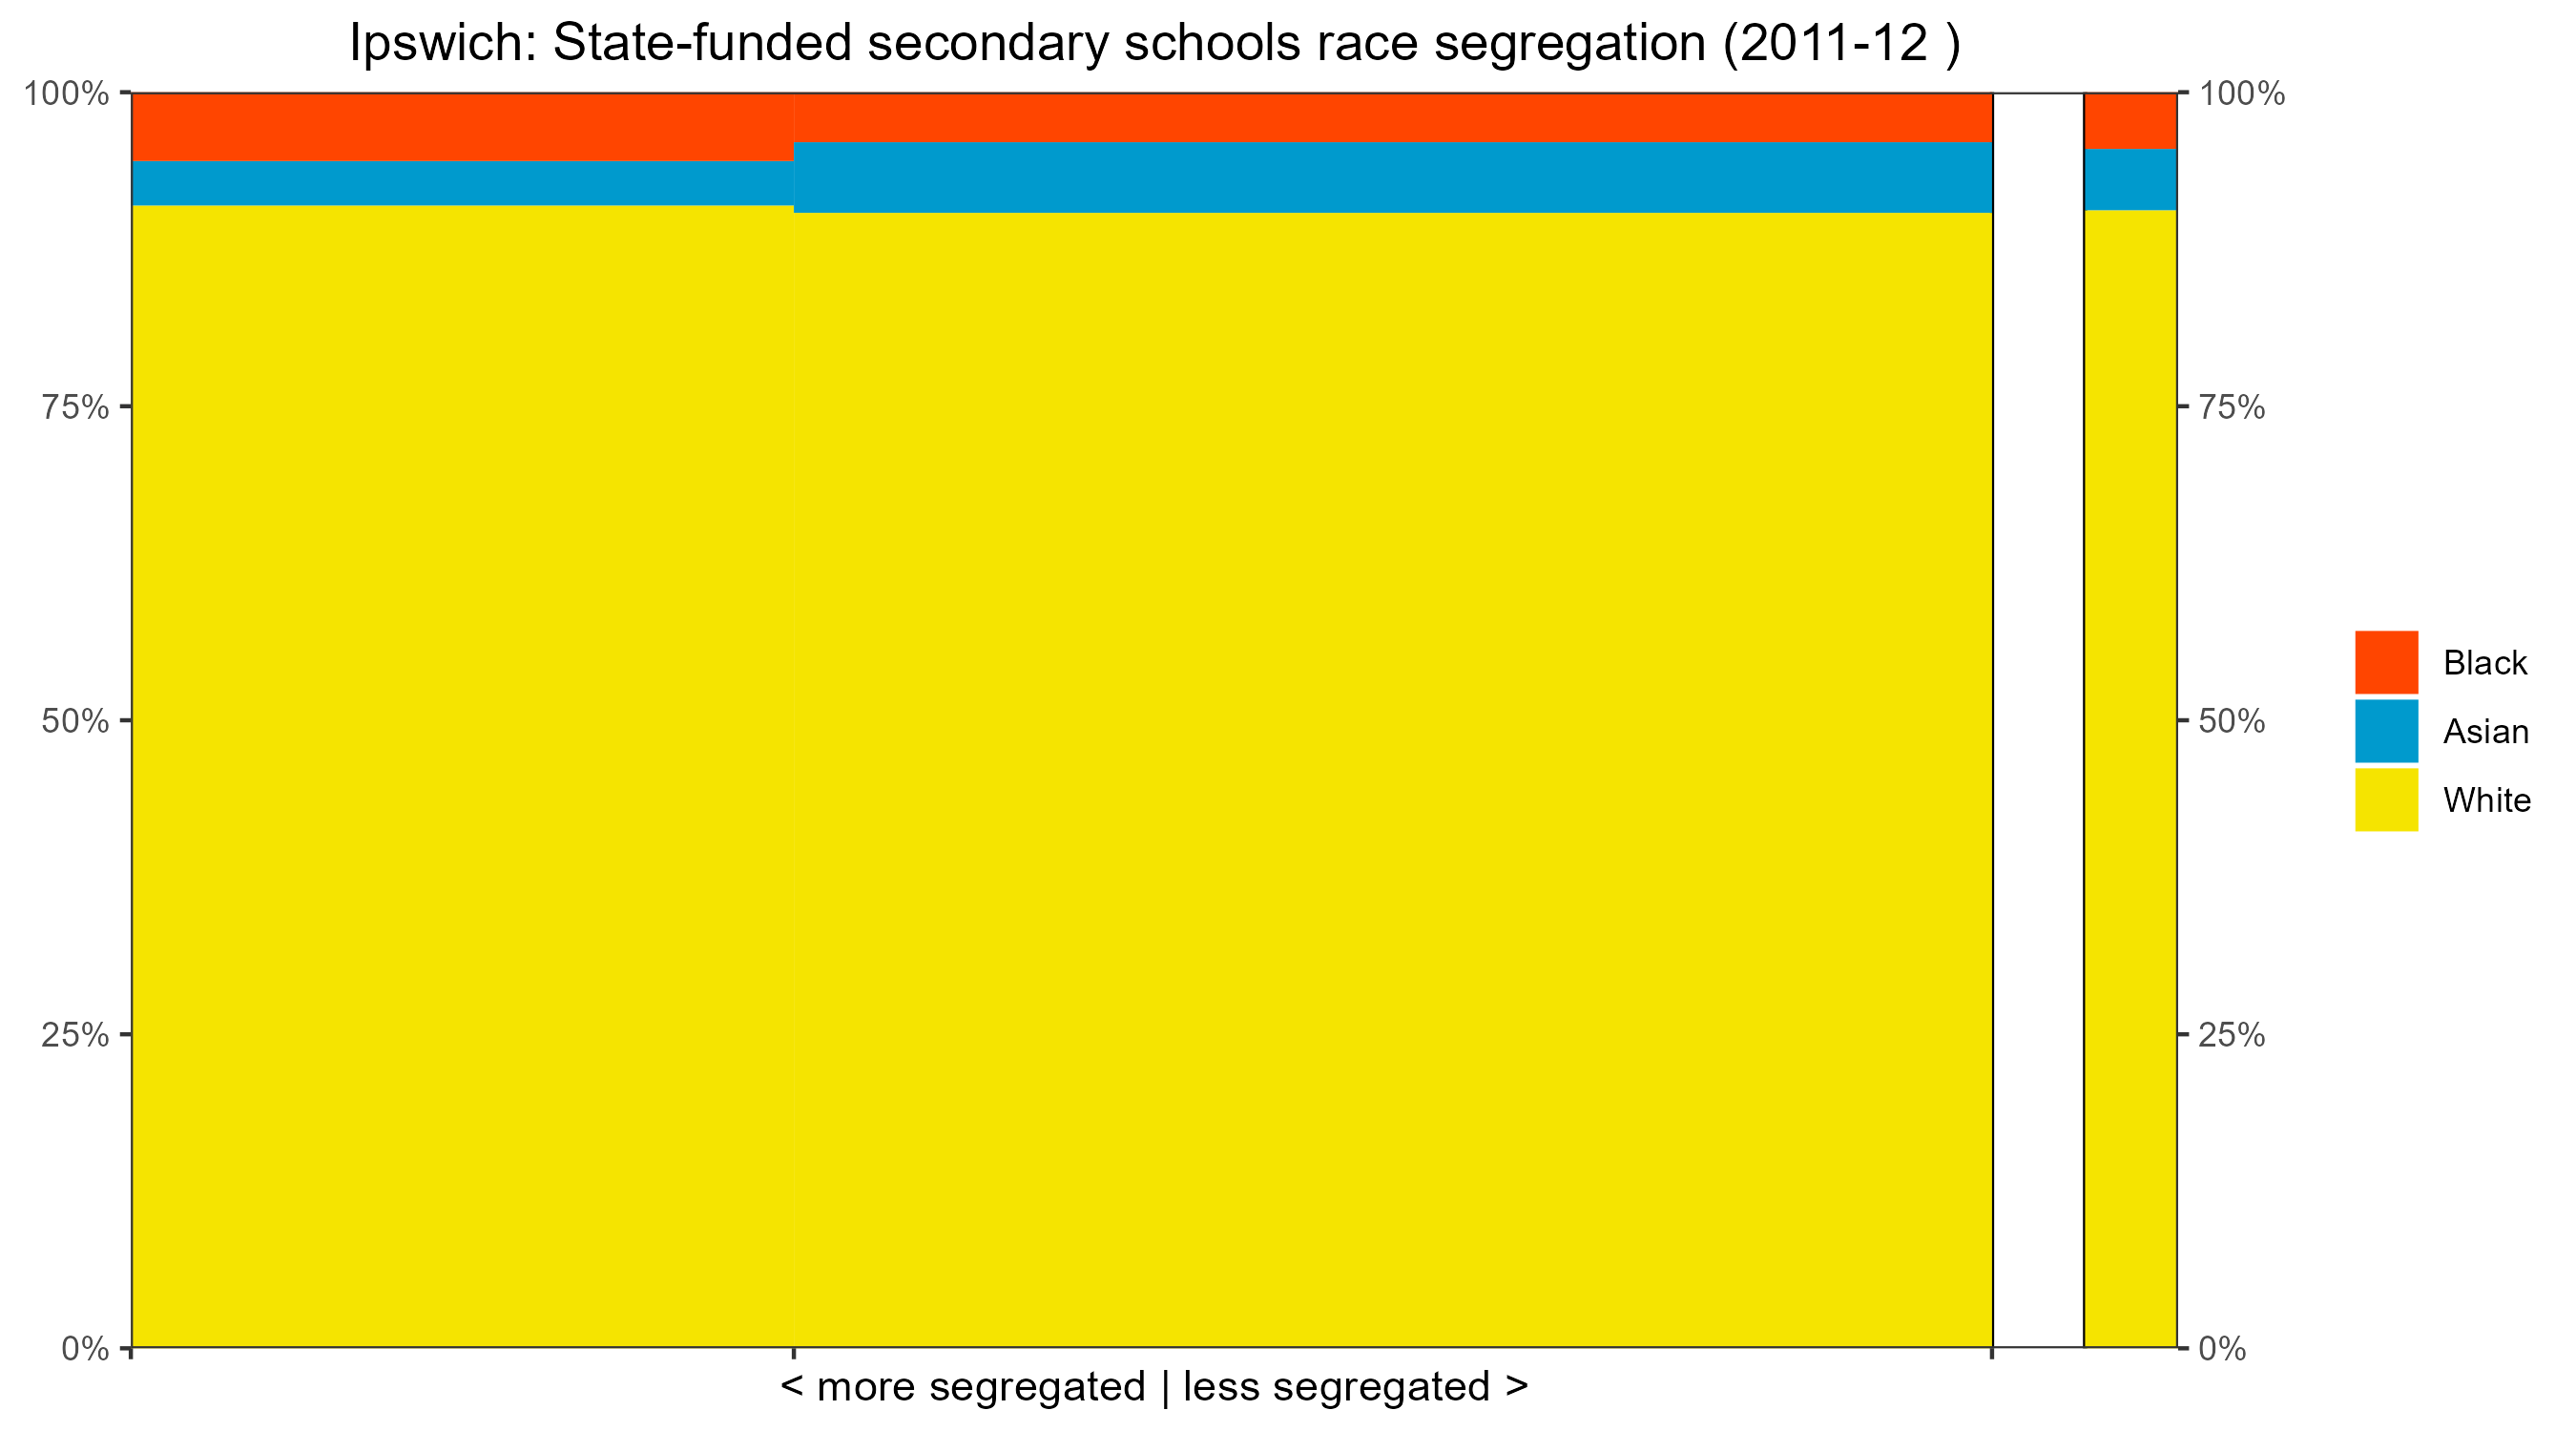 Ipswich: State-funded secondary schools race segregation (2011-12 )
100%
75%
50%
25%
0%
100%
75%
50%
25%
0%
Black
Asian
White
< more segregated | less segregated >